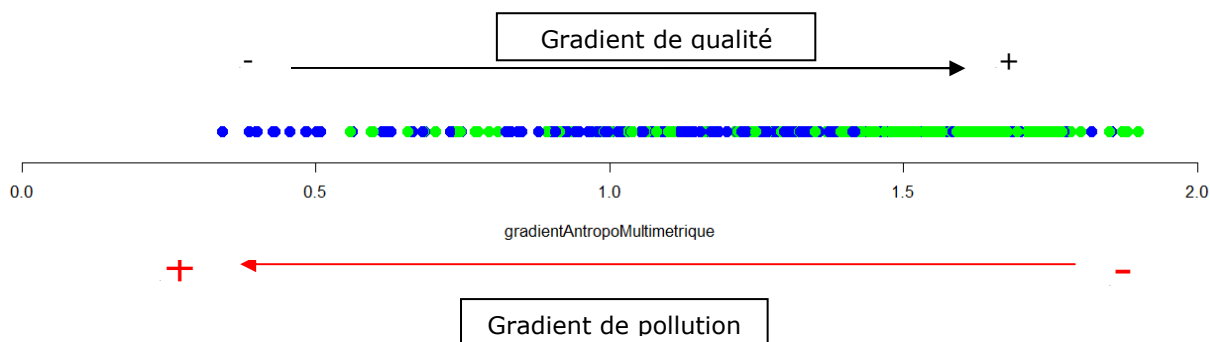 Gradient de qualité
- +
0.0 0.5 1.0 1.5 2.0
gradientAntropoMultimetrique
+ -
Gradient de pollution